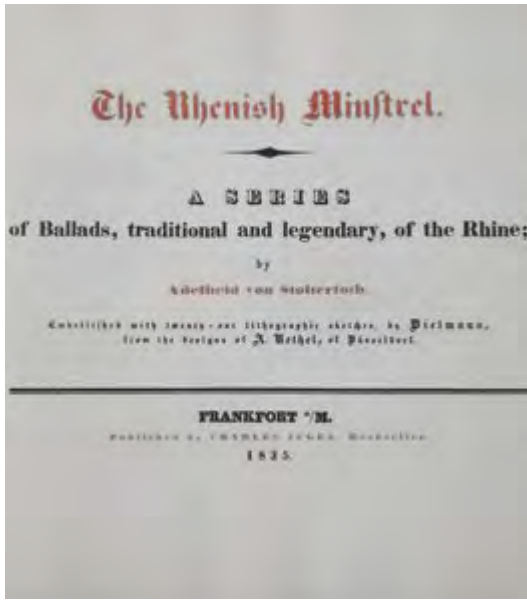 The Rhenish Minſtrel.
A SERIES
of Ballads, traditional and legendary, of the Rhine;
by
Adelheid von Stolterfoth.
Embellished with twenty-one lithographic sketches, by Dielmann,
from the designs of A. Rethel, of Düsseldorf.
FRANKFORT º/M.
Published by CHARLES JUGEL, Bookseller
1835.